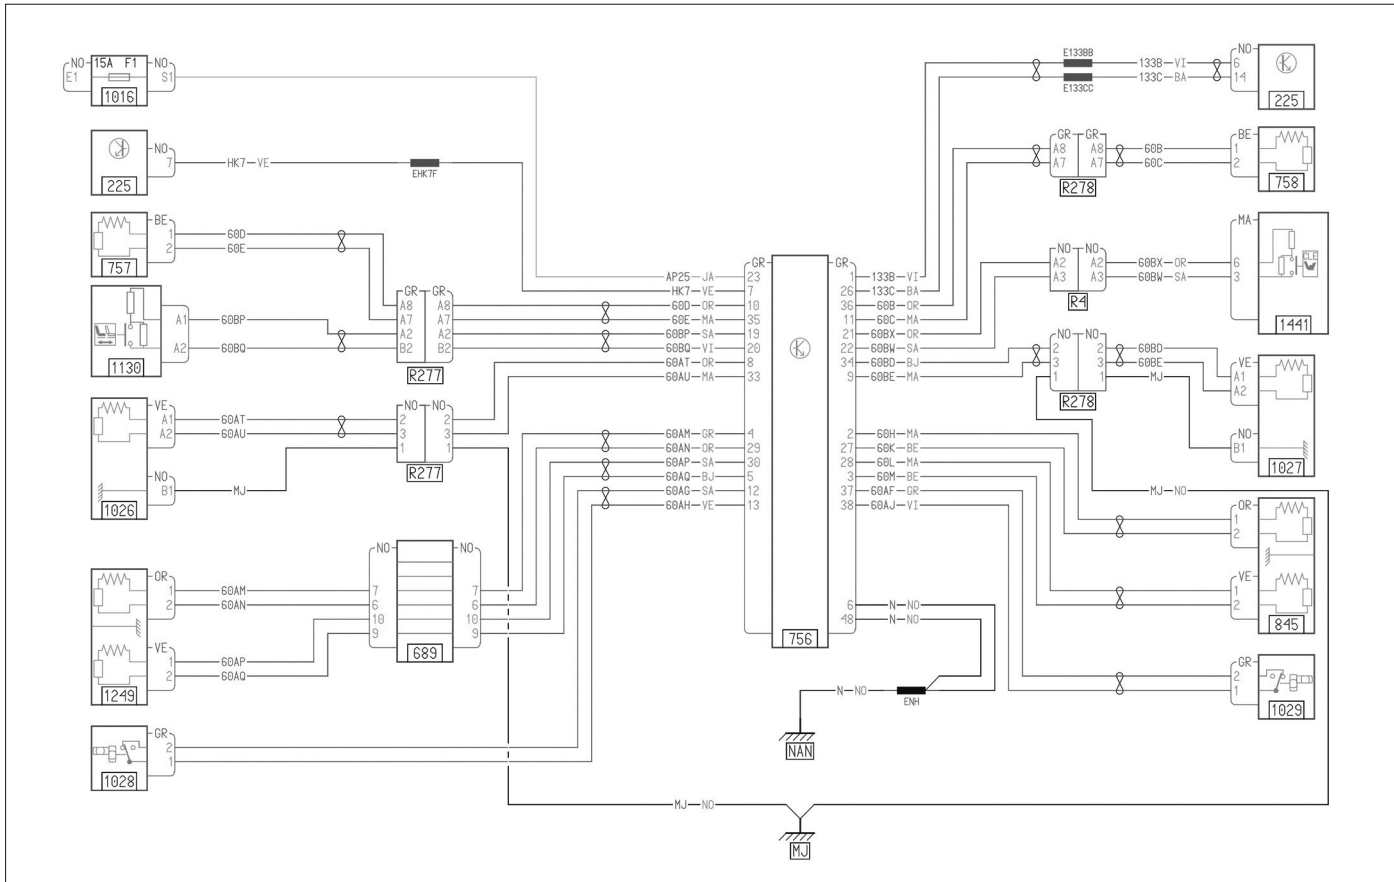 NO 15A F1 NO
E1 S1
1016
NO
7 HK7 VE
EHK7F
225
BE
1 60D
2 60E
757
A1 60BP
A2 60BQ
1130
GR GR
A8 A8
A7 A7
A2 A2
B2 B2
R277
VE
A1 60AT
A2 60AU
NO
B1 MJ
1026
NO NO
2 2
3 3
1 1
R277
OR
1 60AM
2 60AN
VE
1 60AP
2 60AQ
1249
NO NO
7 7
6 6
10 10
9 9
689
GR
2
1
1028
GR GR
AP25 JA 23
HK7 VE 7
60D OR 10
60E MA 35
60BP SA 19
60BQ VI 20
60AT OR 8
60AU MA 33
60AM GR 4
60AN OR 29
60AP SA 30
60AQ BJ 5
60AG SA 12
60AH VE 13
1 133B VI
26 133C BA
36 60B OR
11 60C MA
21 60BX OR
22 60BW SA
34 60BD BJ
9 60BE MA
2 60H MA
27 60K BE
28 60L MA
3 60M BE
37 60AF GR
38 60AJ VI
6 N NO
48 N NO
756
N NO
ENH
NAN
MJ NO
MJ
E133BB
133B VI 6
E133CC
133C BA 14
NO
225
GR GR
A8 A8 60B 1
A7 A7 60C 2
R278
BE
758
NO NO
A2 A2 60BX OR 6
A3 A3 60BW SA 3
R4
MA
CLE
1441
NO NO
2 2 60BD
3 3 60BE
1 1 MJ
R278
VE
A1
A2
NO
B1
1027
MJ NO
OR
1
2
VE
1
2
845
GR
2
1
1029